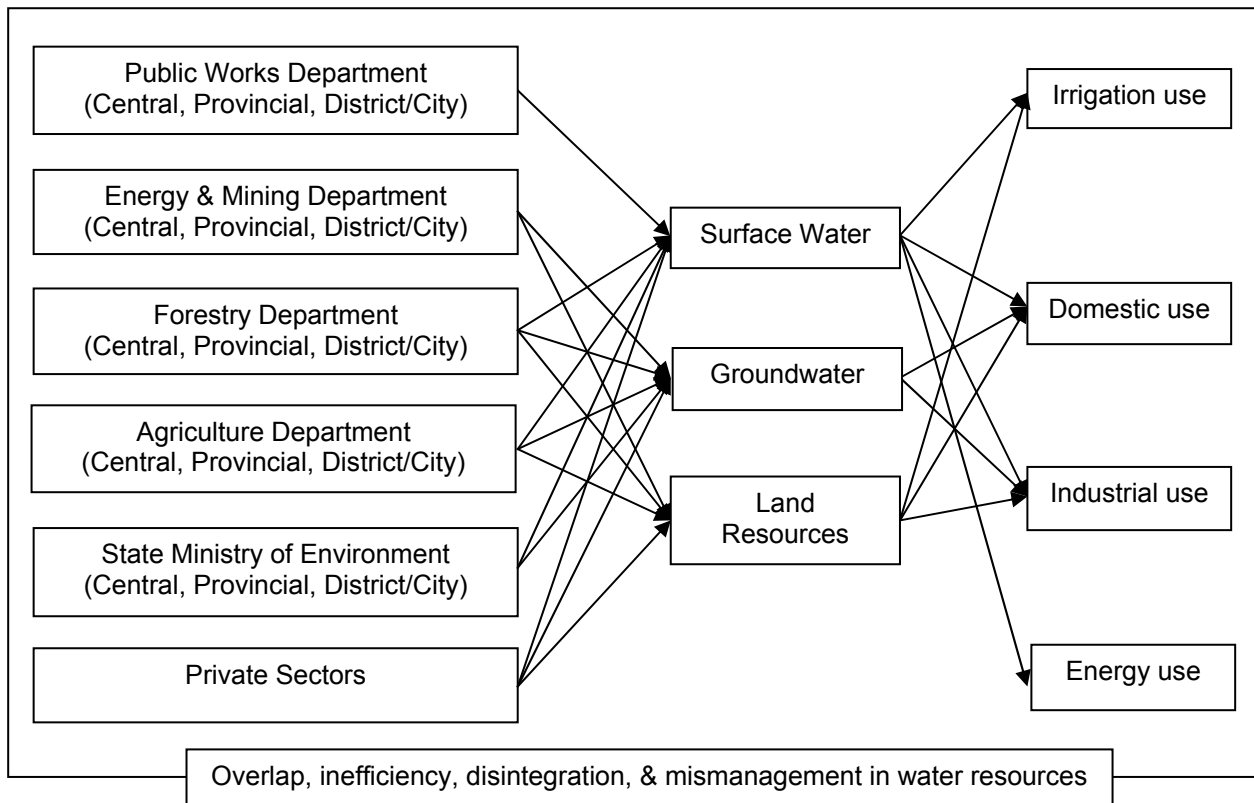 Public Works Department
(Central, Provincial, District/City)
Energy & Mining Department
(Central, Provincial, District/City)
Forestry Department
(Central, Provincial, District/City)
Agriculture Department
(Central, Provincial, District/City)
State Ministry of Environment
(Central, Provincial, District/City)
Private Sectors
Surface Water
Groundwater
Land
Resources
Irrigation use
Domestic use
Industrial use
Energy use
Overlap, inefficiency, disintegration, & mismanagement in water resources